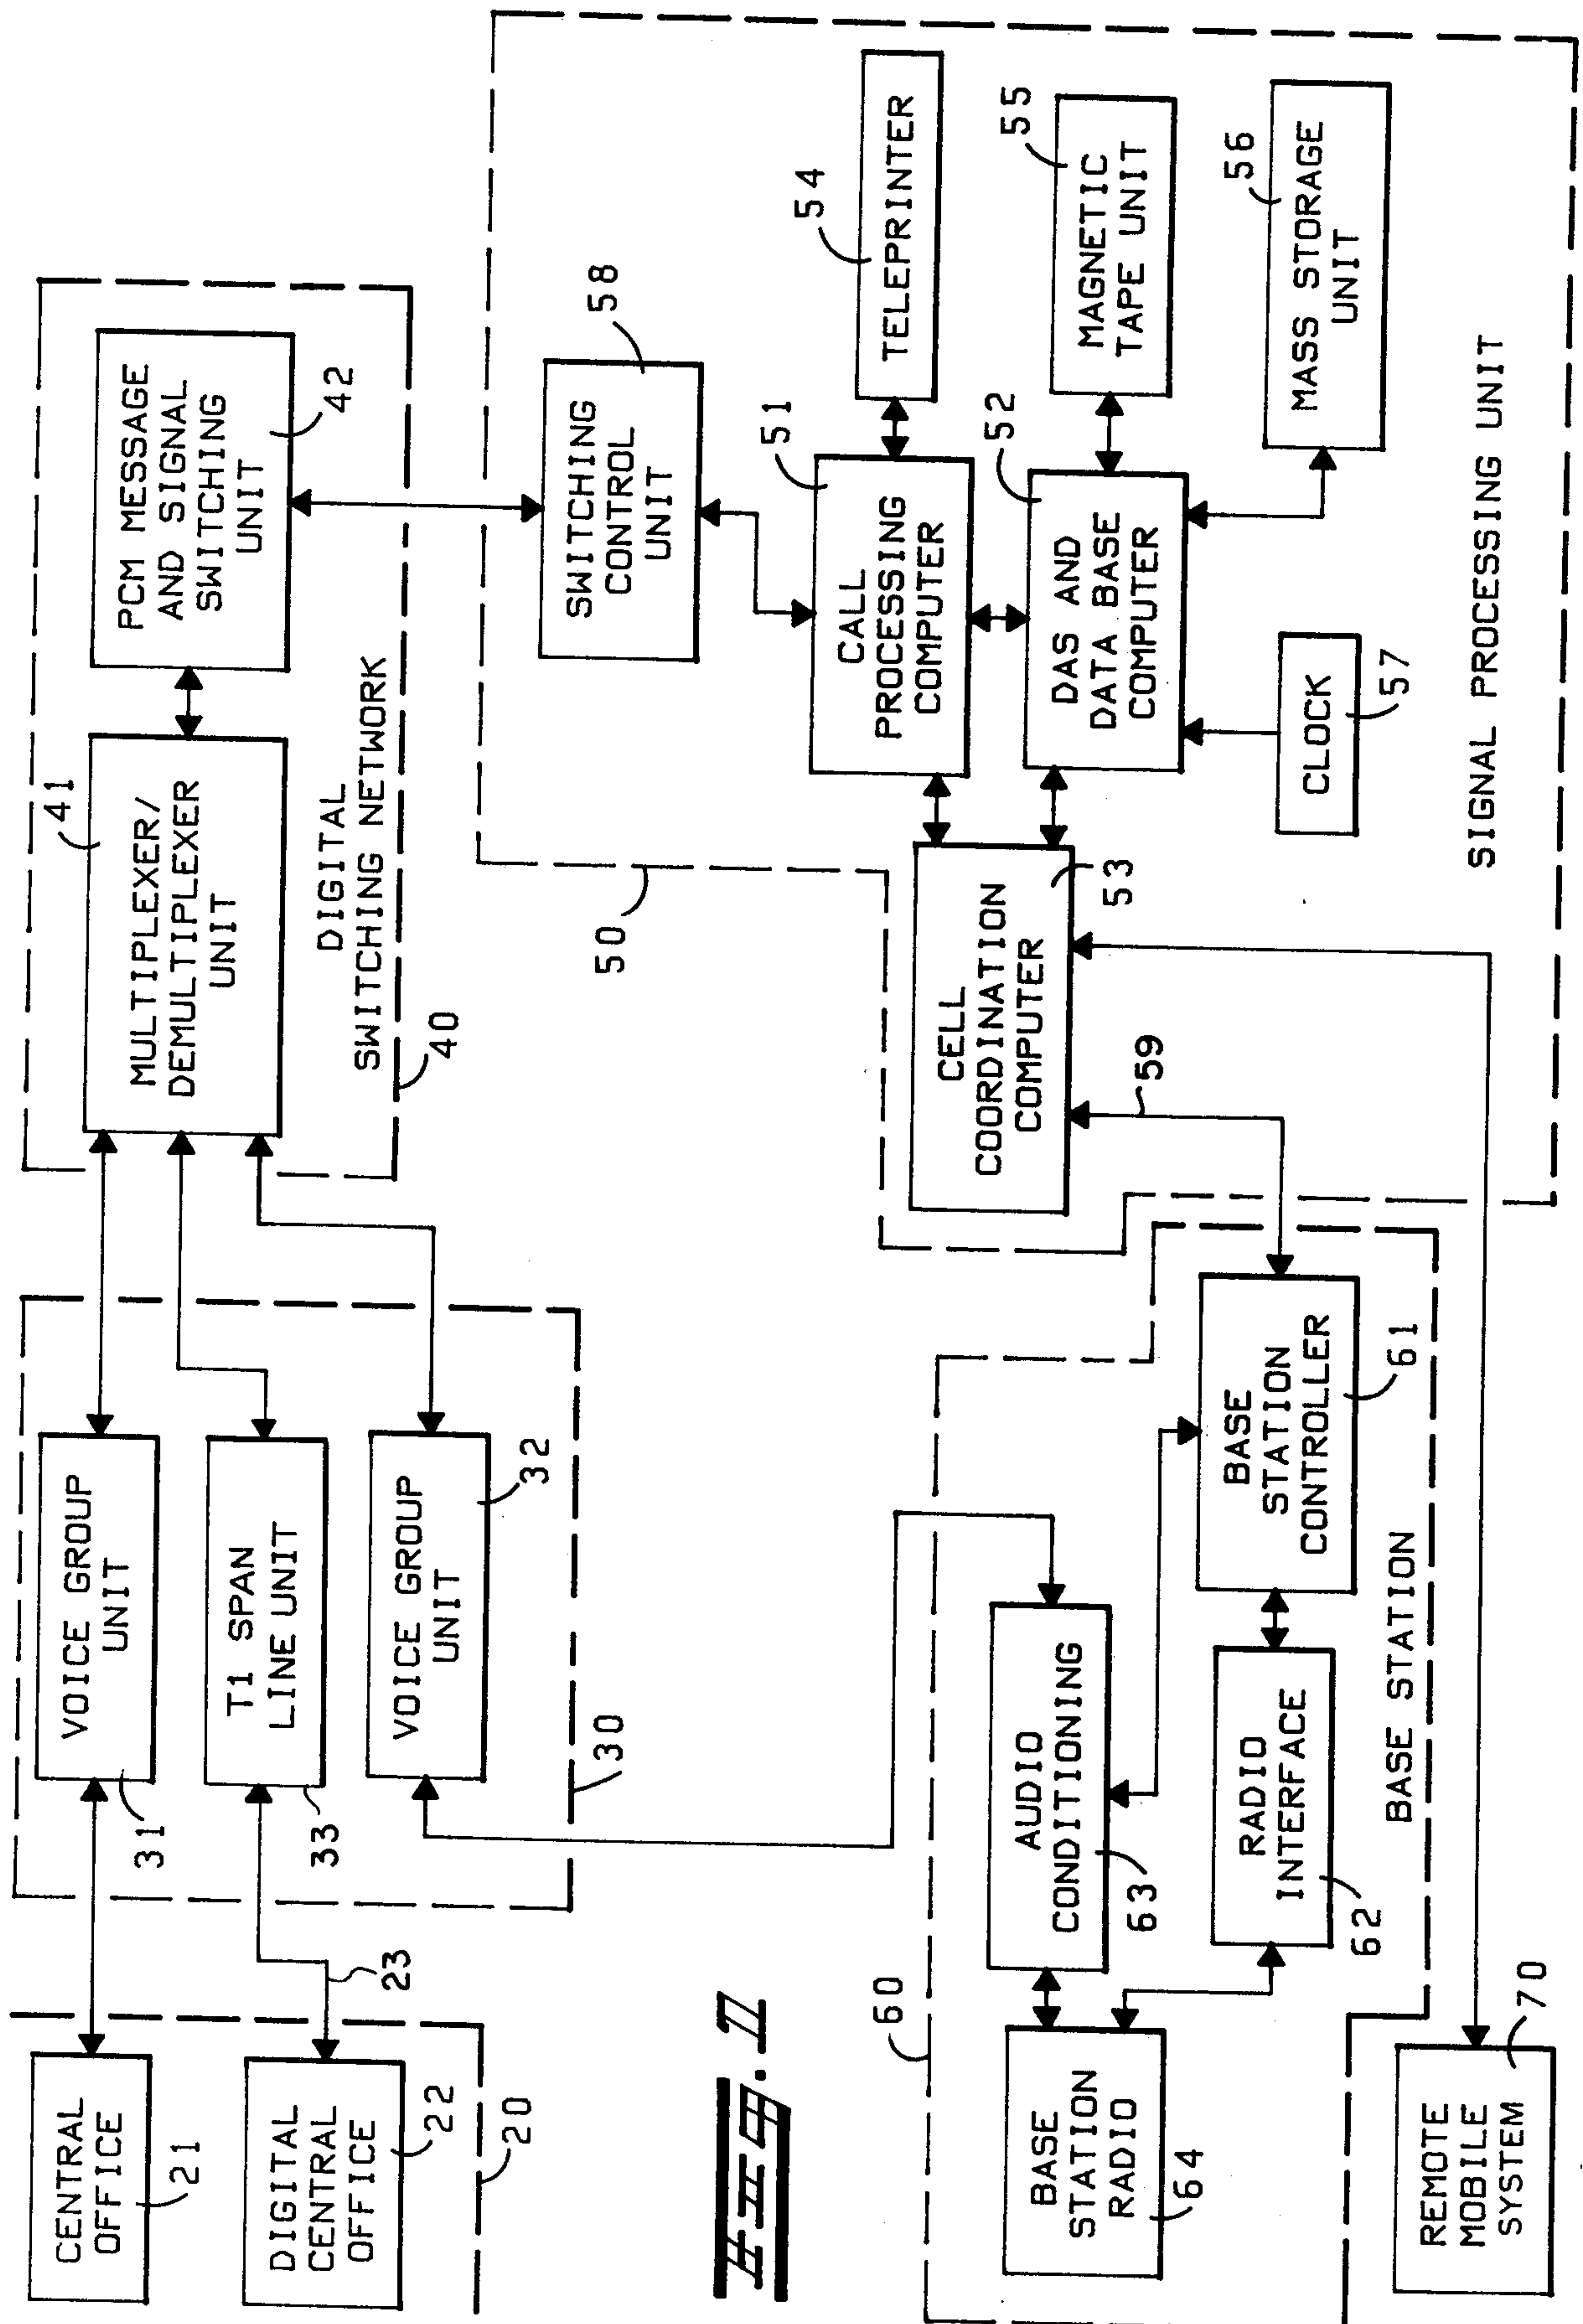 CENTRAL
OFFICE
21
DIGITAL
CENTRAL
OFFICE
22
20
23
VOICE GROUP
UNIT
31
T1 SPAN
LINE UNIT
33
VOICE GROUP
UNIT
32
30
MULTIPLEXER/
DEMULTIPLEXER
UNIT
41
PCM MESSAGE
AND SIGNAL
SWITCHING
UNIT
42
DIGITAL
SWITCHING NETWORK
40
SWITCHING
CONTROL
UNIT
58
50
CALL
PROCESSING
COMPUTER
51
TELEPRINTER
54
DAS AND
DATA BASE
COMPUTER
52
MAGNETIC
TAPE UNIT
55
MASS STORAGE
UNIT
56
CLOCK
57
CELL
COORDINATION
COMPUTER
53
59
SIGNAL PROCESSING UNIT
Fig. II
60
BASE
STATION
RADIO
64
AUDIO
CONDITIONING
63
RADIO
INTERFACE
62
BASE
STATION
CONTROLLER
61
BASE STATION
REMOTE
MOBILE
SYSTEM
70